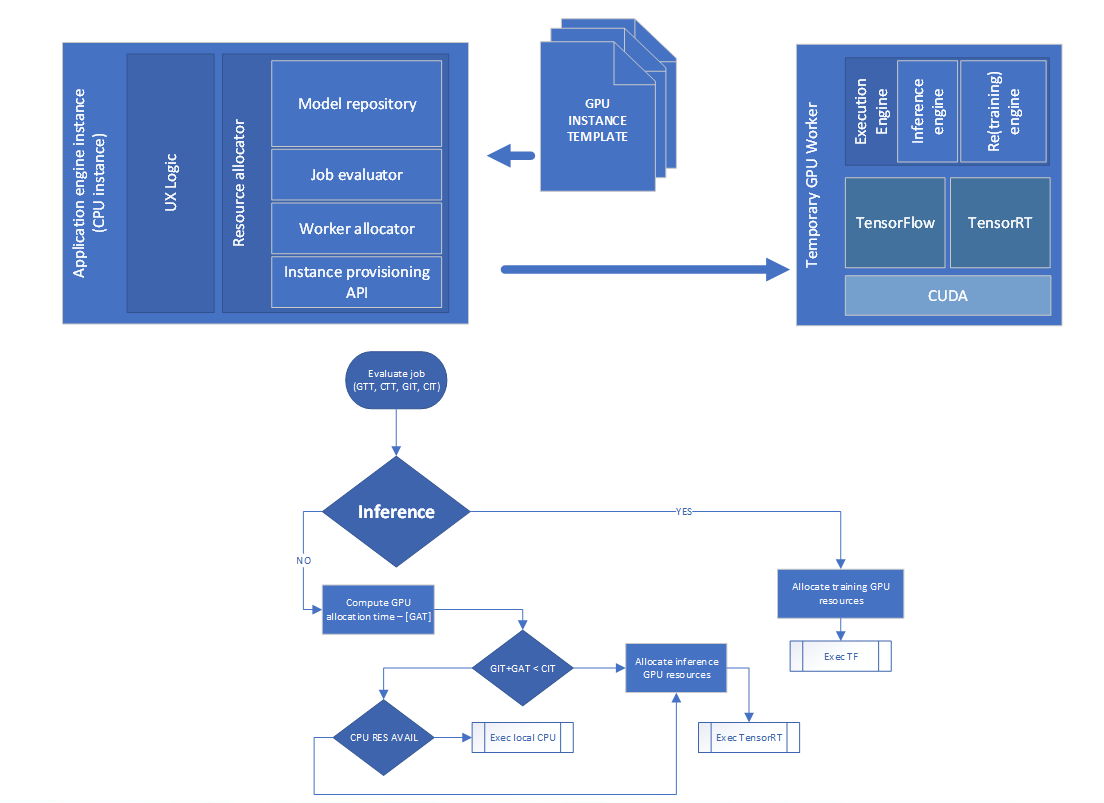 Application engine instance
(CPU instance)
UX Logic
Resource allocator
Model repository
Job evaluator
Worker allocator
Instance provisioning
API
GPU
INSTANCE
TEMPLATE
Temporary GPU Worker
Execution
Engine
Inference
engine
Re(training)
engine
TensorFlow
TensorRT
CUDA
Evaluate job
(GTT, CTT, GIT, CIT)
Inference
YES
NO
Allocate training GPU
resources
Compute GPU
allocation time – [GAT]
Exec TF
GIT+GAT < CIT
Allocate inference
GPU resources
CPU RES AVAIL
Exec local CPU
Exec TensorRT